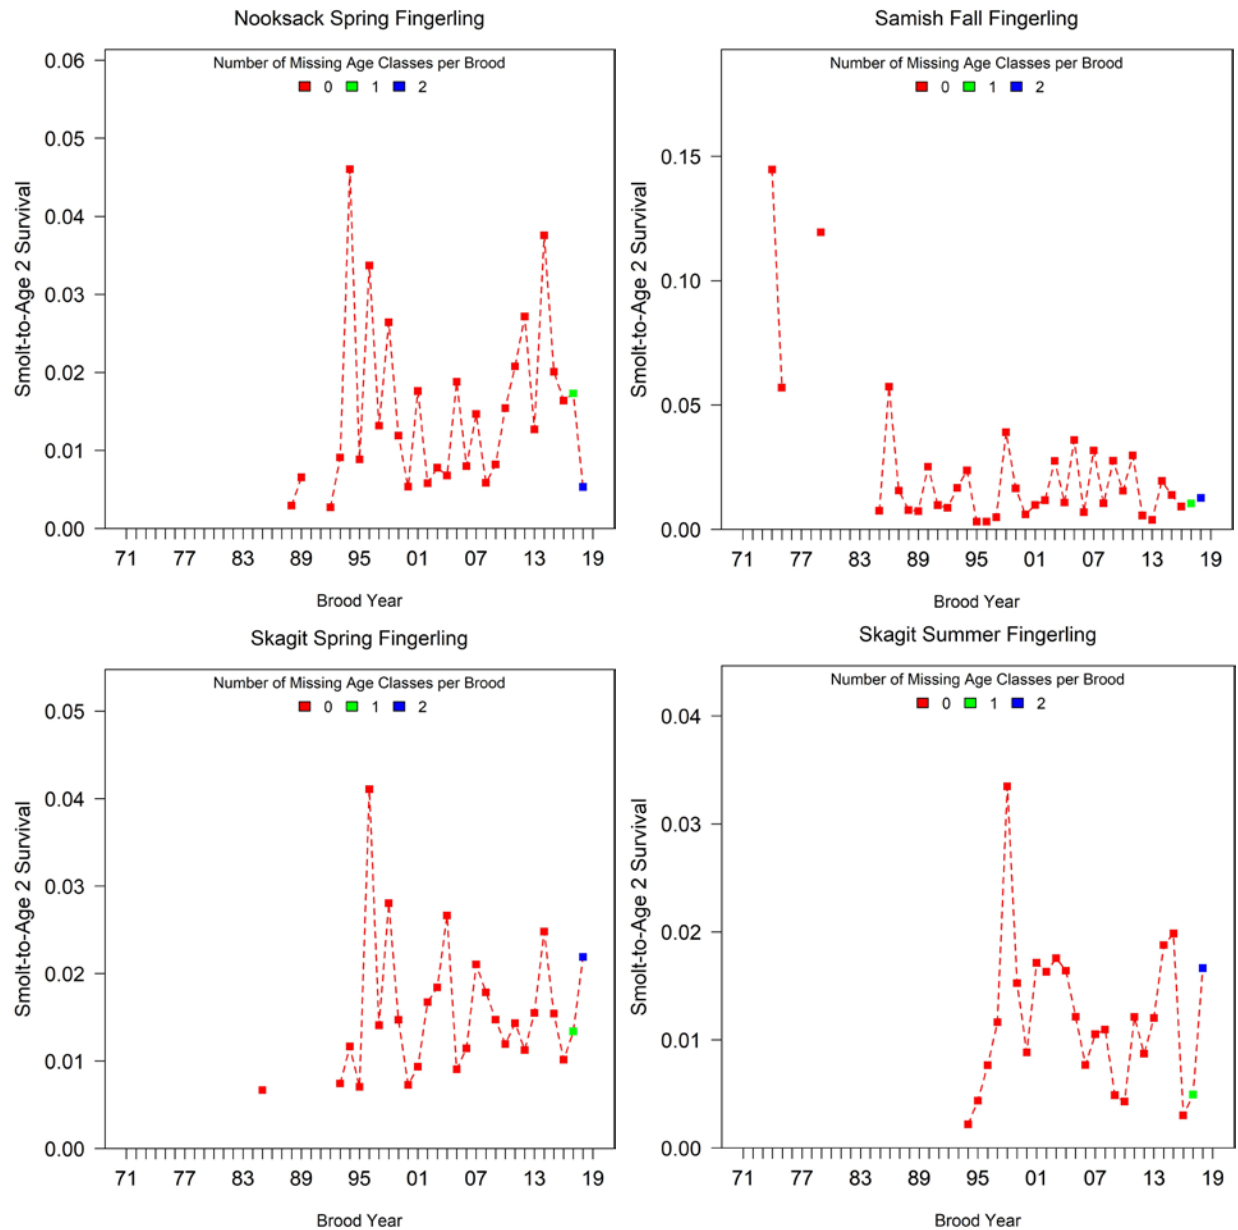 Nooksack Spring Fingerling
Number of Missing Age Classes per Brood
0 1 2
Smolt-to-Age 2 Survival
0.06
0.05
0.04
0.03
0.02
0.01
0.00
71 77 83 89 95 01 07 13 19
Brood Year
Samish Fall Fingerling
Number of Missing Age Classes per Brood
0 1 2
Smolt-to-Age 2 Survival
0.15
0.10
0.05
0.00
71 77 83 89 95 01 07 13 19
Brood Year
Skagit Spring Fingerling
Number of Missing Age Classes per Brood
0 1 2
Smolt-to-Age 2 Survival
0.05
0.04
0.03
0.02
0.01
0.00
71 77 83 89 95 01 07 13 19
Brood Year
Skagit Summer Fingerling
Number of Missing Age Classes per Brood
0 1 2
Smolt-to-Age 2 Survival
0.04
0.03
0.02
0.01
0.00
71 77 83 89 95 01 07 13 19
Brood Year